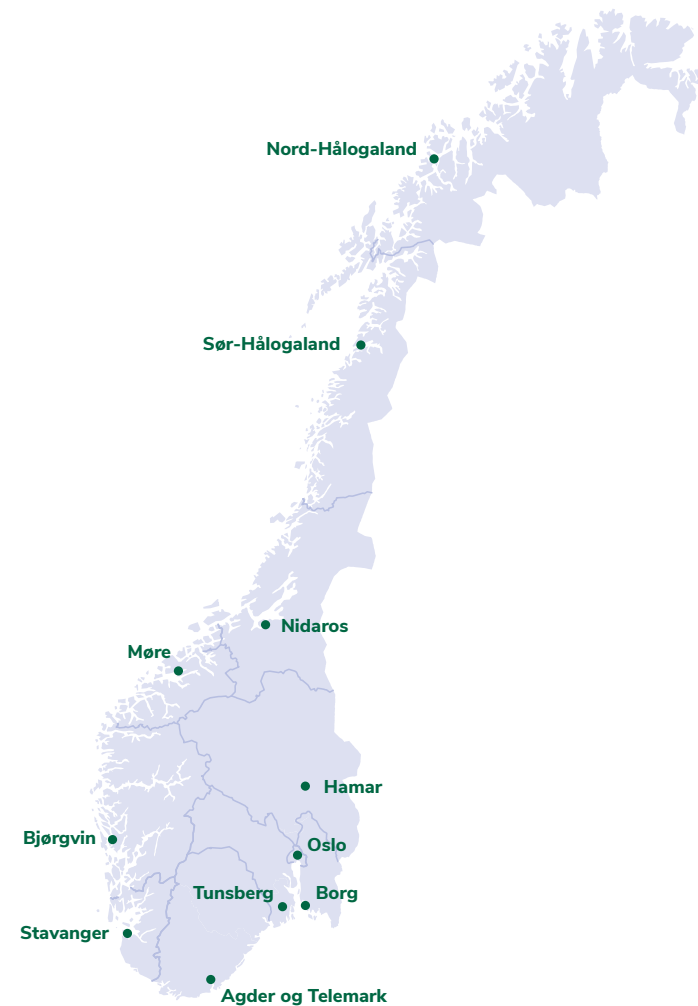 Nord-Hålogaland
Sør-Hålogaland
Nidaros
Møre
Hamar
Bjørgvin
Oslo
Tunsberg
Borg
Stavanger
Agder og Telemark